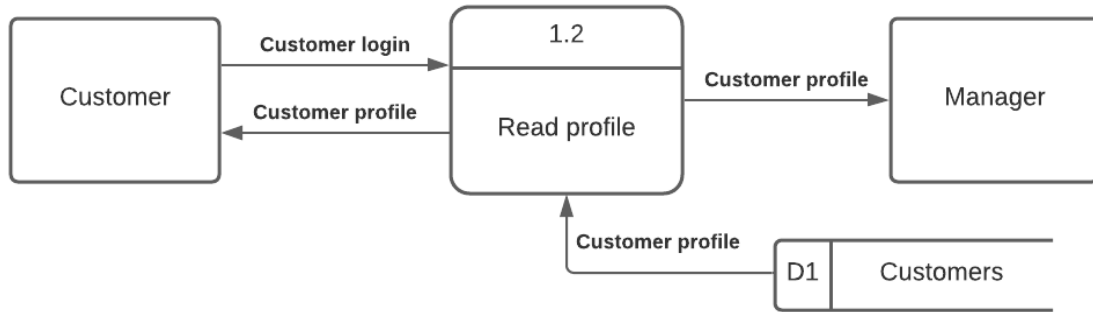 1.2
Customer login
Customer
Customer profile
Read profile
Customer profile
Manager
Customer profile
D1
Customers